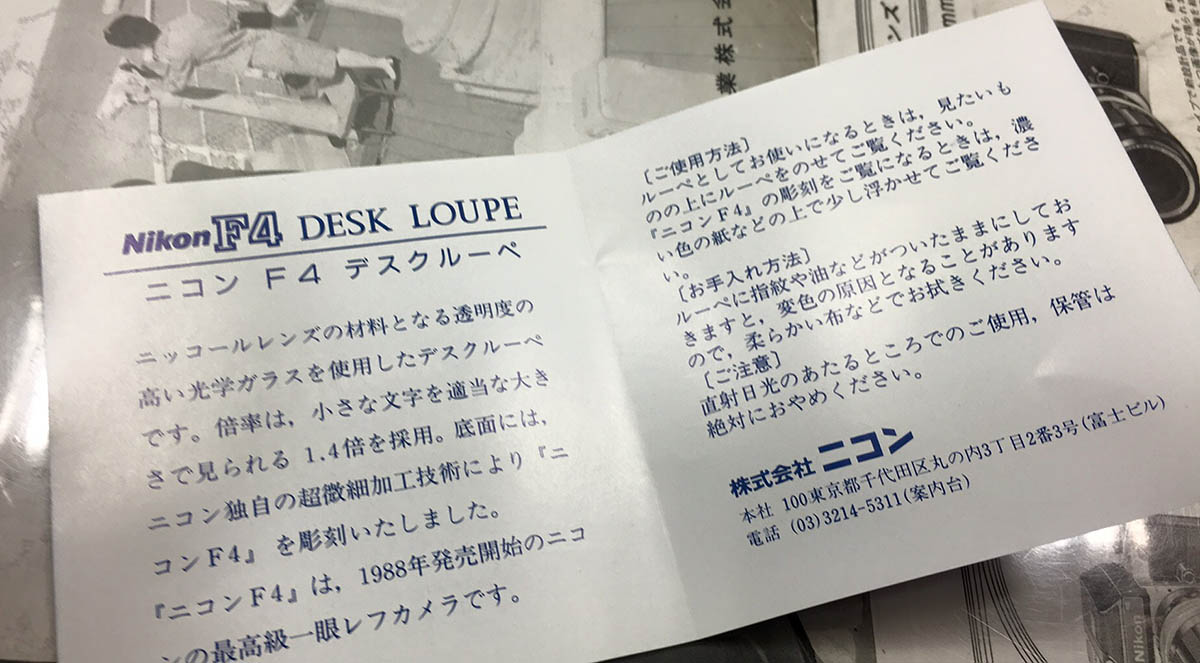 Nikon F4 DESK LOUPE
ニコン F4 デスクルーペ
ニッコールレンズの材料となる透明度の
高い光学ガラスを使用したデスクルーペ
です。倍率は，小さな文字を適当な大き
さで見られる 1.4倍を採用。底面には，
ニコン独自の超微細加工技術により『ニ
コンF4』を彫刻いたしました。
『ニコンF4』は，1988年発売開始のニコ
ンの最高級一眼レフカメラです。
〔ご使用方法〕
ルーペとしてお使いになるときは，見たいも
のの上にルーペをのせてご覧ください。
『ニコンF4』の彫刻をご覧になるときは，濃
い色の紙などの上で少し浮かせてご覧くださ
い。
〔お手入れ方法〕
ルーペに指紋や油などがついたままにしてお
きますと，変色の原因となることがあります
ので，柔らかい布などでお拭きください。
〔ご注意〕
直射日光のあたるところでのご使用，保管は
絶対におやめください。
株式会社 ニコン
本社 100東京都千代田区丸の内3丁目2番3号(富士ビル)
電話 (03)3214-5311(案内台)
業株式会
ンズ
mm
Nikon